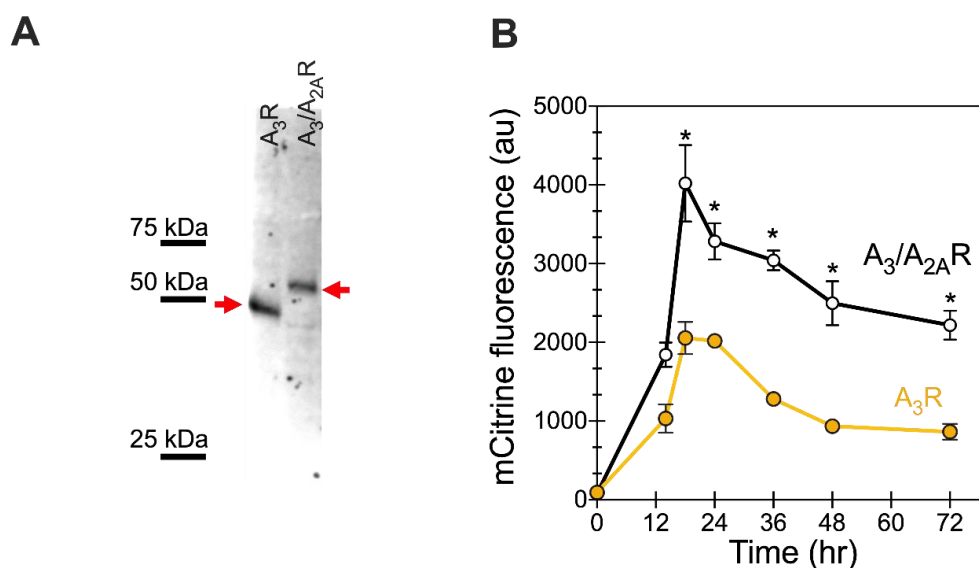 A
A₃R
A₃/A₂ₐR
75 kDa
50 kDa
25 kDa
B
mCitrine fluorescence (au)
5000
4000
3000
2000
1000
0
*
*
*
*
*
A₃/A₂ₐR
A₃R
0 12 24 36 48 60 72
Time (hr)